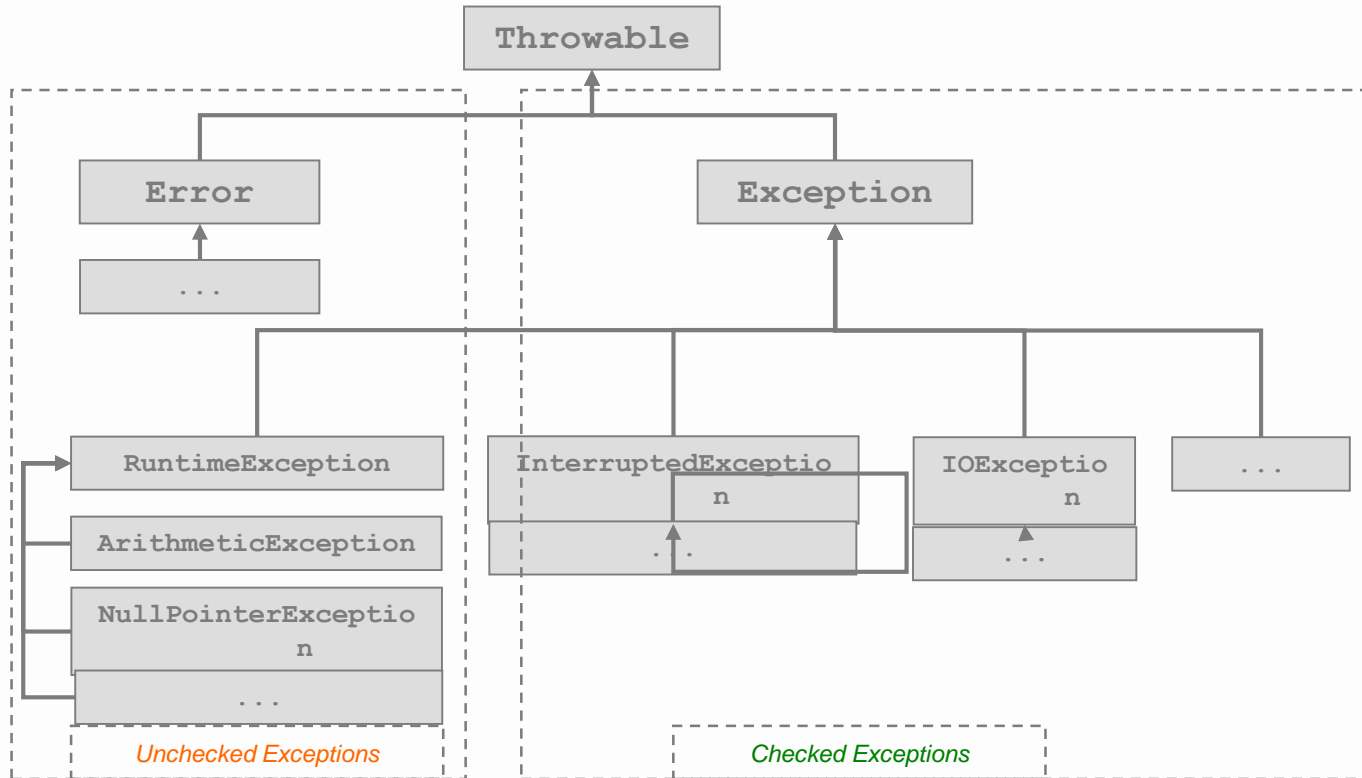 Throwable
Error
Exception
...
RuntimeException
InterruptedExceptio
n
IOExceptio
n
...
ArithmeticException
...
...
NullPointerExceptio
n
...
Unchecked Exceptions
Checked Exceptions